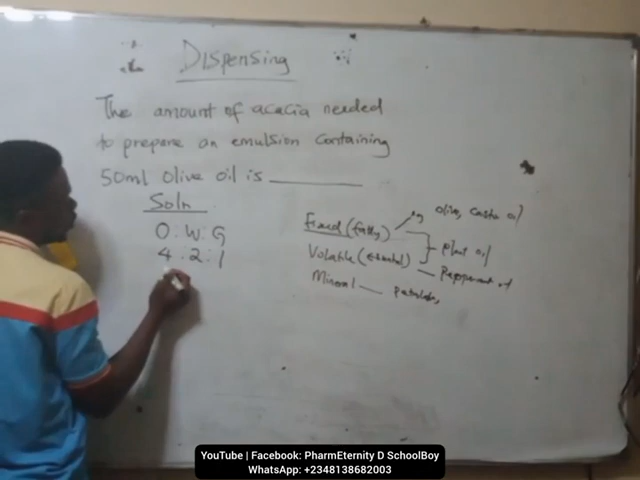 Dispensing
The amount of acacia needed
to prepare an emulsion containing
50ml Olive oil is ________
Soln
O : W : G
4 : 2 : 1
Fixed (fatty) eg olive, Castor oil
Volatile (essential) plant oil
Peppermint oil
Mineral
YouTube | Facebook: PharmEternity D SchoolBoy
WhatsApp: +2348138682003